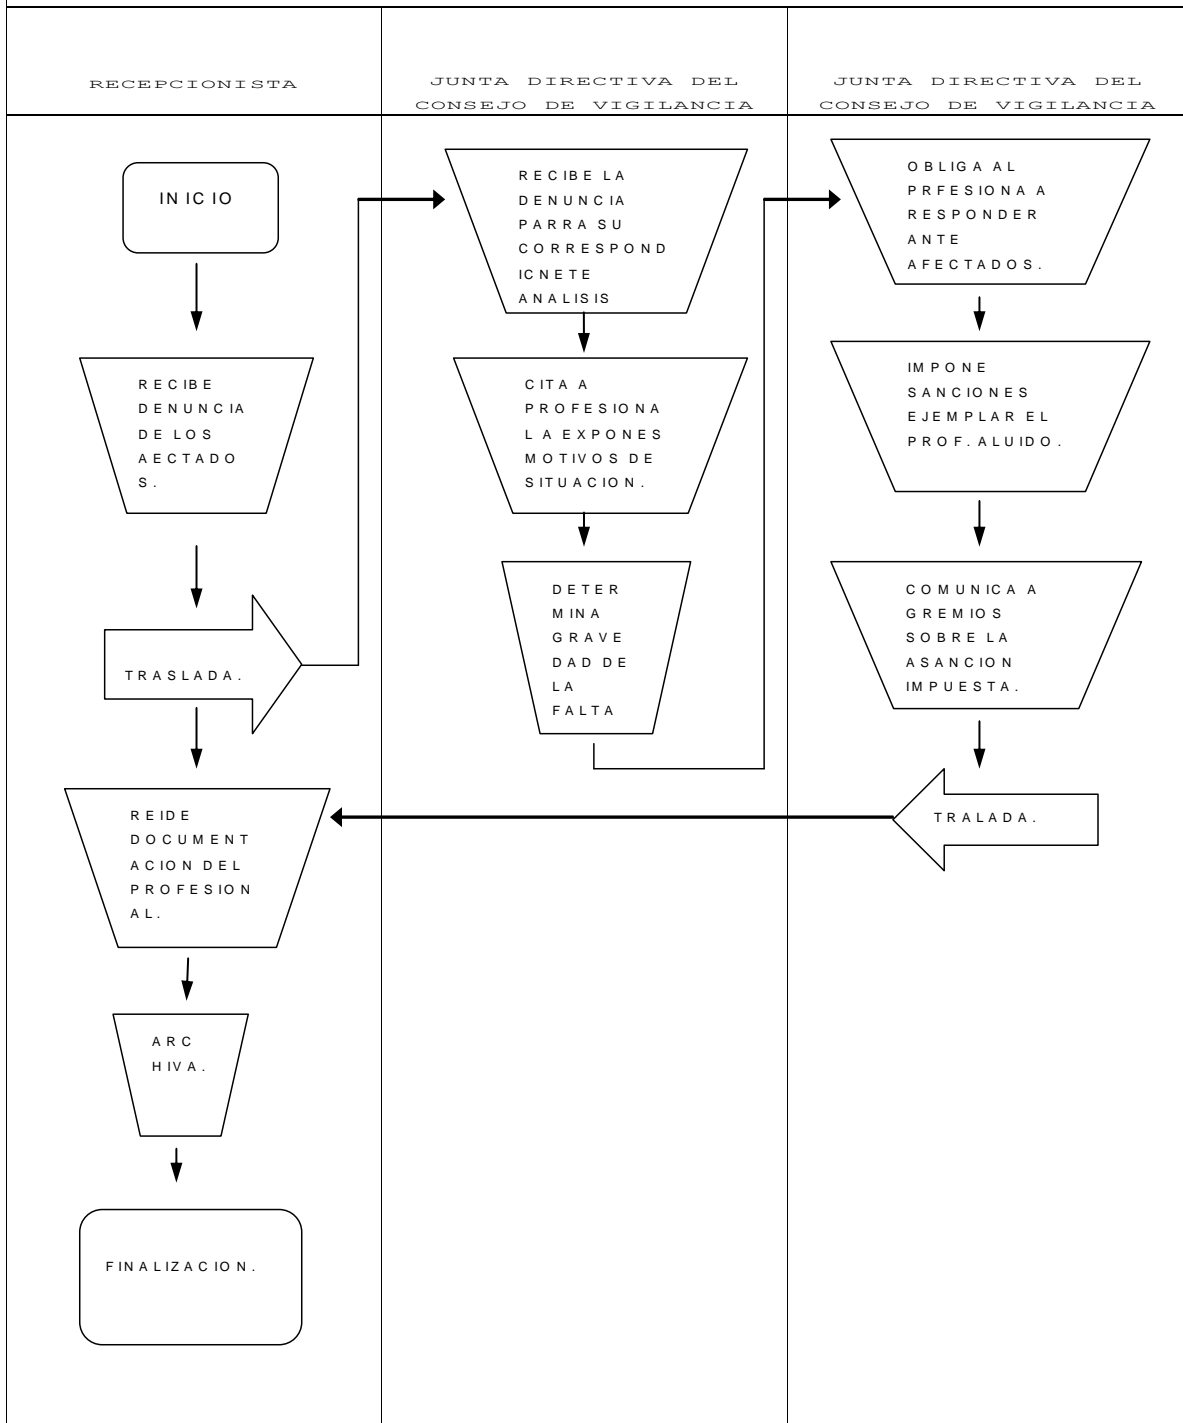 RECEPCIONISTA
JUNTA DIRECTIVA DEL
CONSEJO DE VIGILANCIA
JUNTA DIRECTIVA DEL
CONSEJO DE VIGILANCIA
INICIO
RECIBE
DENUNCIA
DE LOS
AECTADO
S.
TRASLADA.
REIDE
DOCUMENT
ACION DEL
PROFESION
AL.
ARC
HIVA.
FINALIZACION.
RECIBE LA
DENUNCIA
PARRA SU
CORRESPOND
ICNETE
ANALISIS
CITA A
PROFESIONA
L A EXPONES
MOTIVOS DE
SITUACION.
DETER
MINA
GRAVE
DAD DE
LA
FALTA
OBLIGA AL
PRFESIONA A
RESPONDER
ANTE
AFECTADOS.
IMPONE
SANCIONES
EJEMPLAR EL
PROF. ALUIDO.
COMUNICA A
GREMIOS
SOBRE LA
ASANCION
IMPUESTA.
TRALADA.